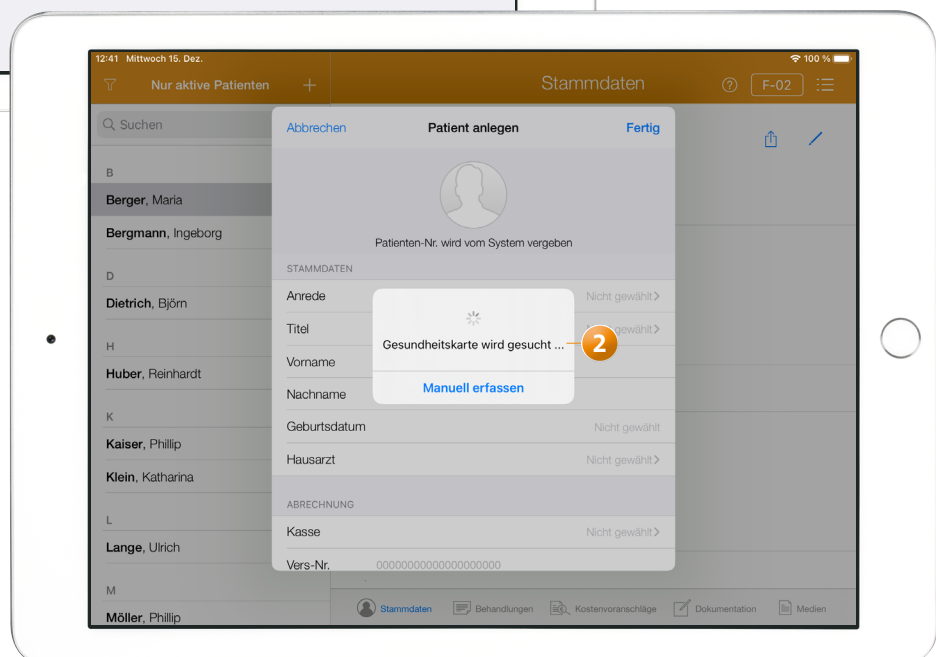 12:41 Mittwoch 15. Dez.
100 %
Nur aktive Patienten
Stammdaten
F-02
Suchen
B
Berger, Maria
Bergmann, Ingeborg
D
Dietrich, Björn
H
Huber, Reinhardt
K
Kaiser, Phillip
Klein, Katharina
L
Lange, Ulrich
M
Möller, Phillip
Abbrechen
Patient anlegen
Fertig
Patienten-Nr. wird vom System vergeben
STAMMDATEN
Anrede
Nicht gewählt
Titel
gewählt
Vorname
Nachname
Geburtsdatum
Nicht gewählt
Hausarzt
Nicht gewählt
ABRECHNUNG
Kasse
Nicht gewählt
Vers-Nr.
00000000000000000000
Gesundheitskarte wird gesucht ...
Manuell erfassen
2
Stammdaten
Behandlungen
Kostenvoranschläge
Dokumentation
Medien